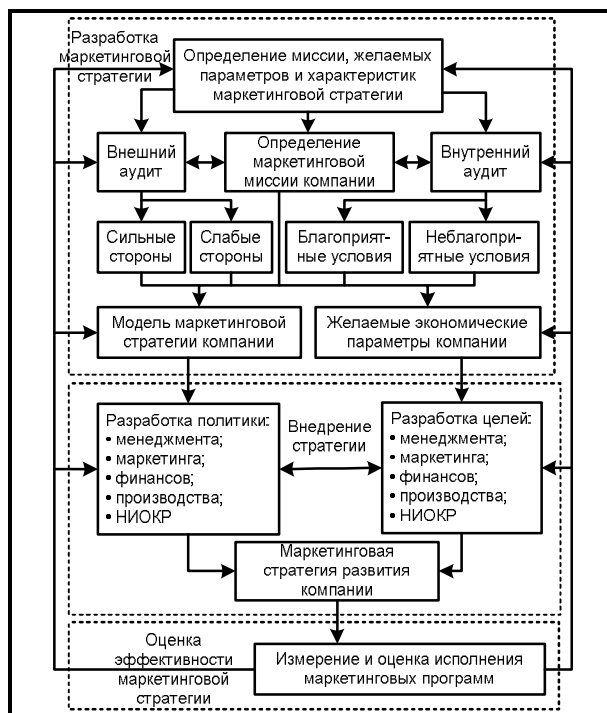 Разработка
маркетинговой
стратегии
Определение миссии, желаемых
параметров и характеристик
маркетинговой стратегии
Внешний
аудит
Определение
маркетинговой
миссии компании
Внутренний
аудит
Сильные
стороны
Слабые
стороны
Благоприят-
ные условия
Неблагопри-
ятные условия
Модель маркетинговой
стратегии компании
Желаемые экономические
параметры компании
Разработка политики:
• менеджмента;
• маркетинга;
• финансов;
• производства;
• НИОКР
Внедрение
стратегии
Разработка целей:
• менеджмента;
• маркетинга;
• финансов;
• производства;
• НИОКР
Маркетинговая
стратегия развития
компании
Оценка
эффективности
маркетинговой
стратегии
Измерение и оценка исполнения
маркетинговых программ